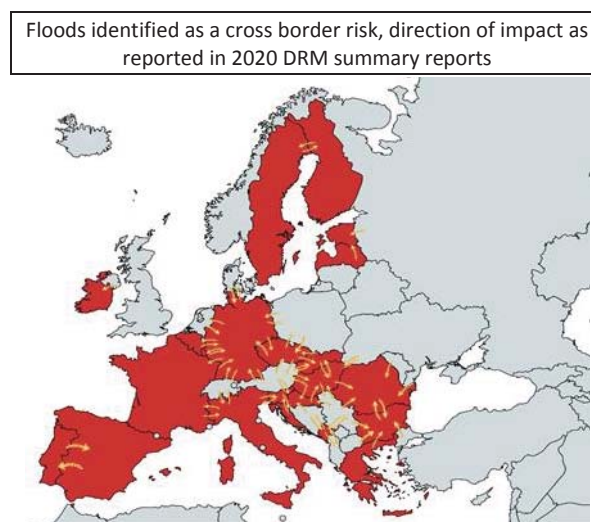 Floods identified as a cross border risk, direction of impact as
reported in 2020 DRM summary reports